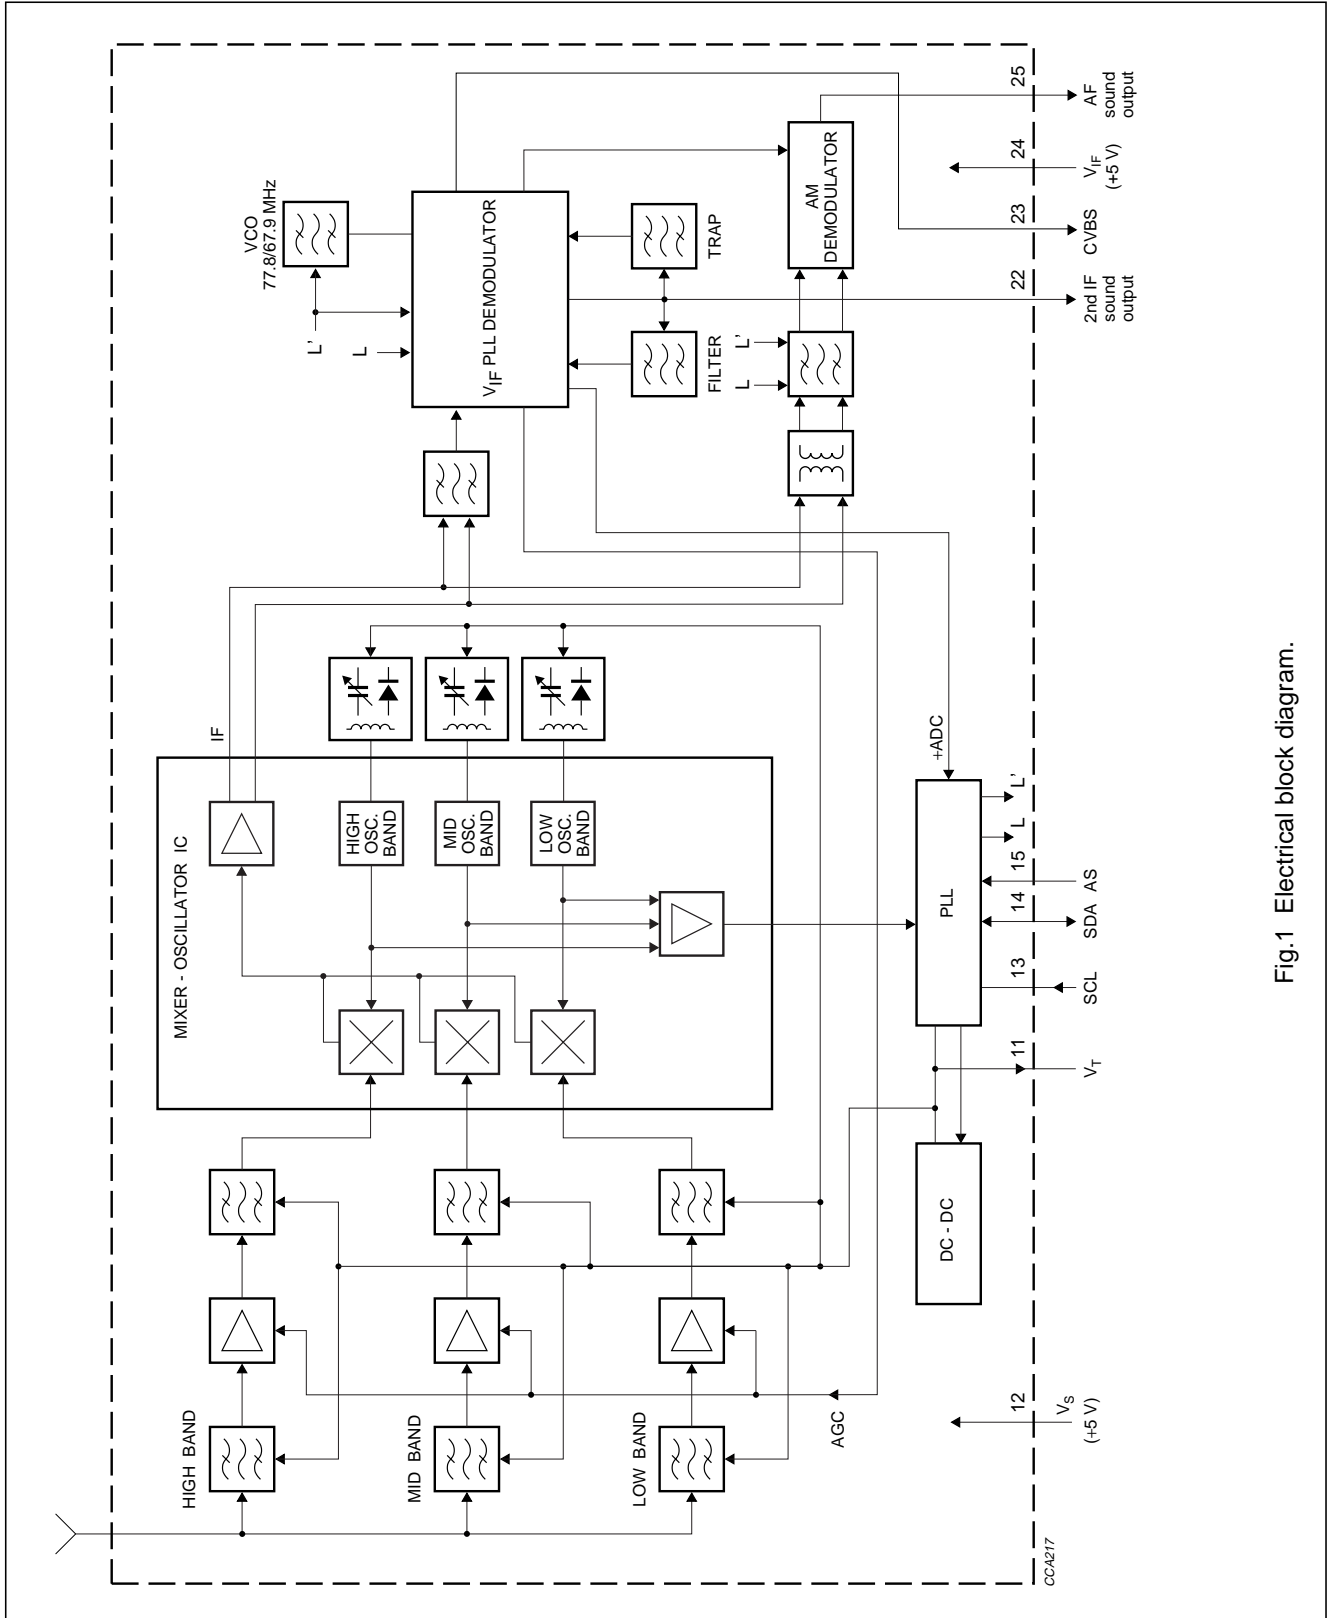 HIGH BAND
MID BAND
LOW BAND
AGC
MIXER - OSCILLATOR IC
IF
HIGH
OSC.
BAND
MID
OSC.
BAND
LOW
OSC.
BAND
VCO
77.8/67.9 MHz
L'
L
VIF PLL DEMODULATOR
FILTER
TRAP
L
L'
AM
DEMODULATOR
DC - DC
PLL
+ADC
L
L'
12
VS
(+5 V)
11
VT
13
SCL
14
SDA
15
AS
22
2nd IF
sound
output
23
CVBS
24
VIF
(+5 V)
25
AF
sound
output
CCA217
Fig.1 Electrical block diagram.